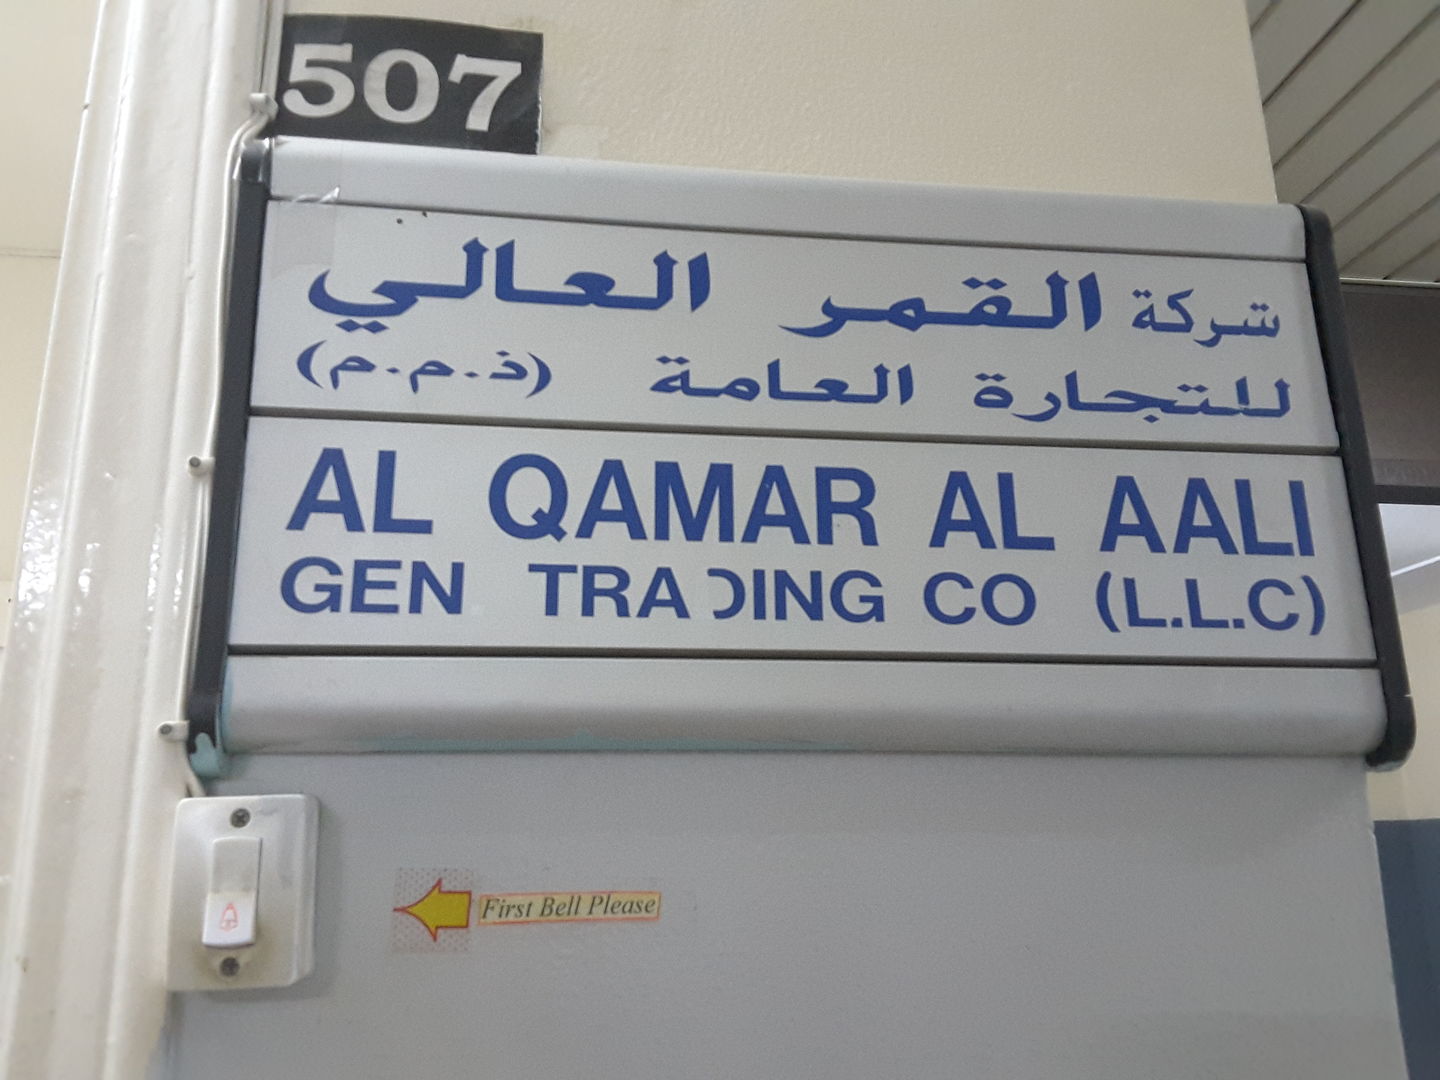 507
شركة القمر العالي
للتجارة العامة (ذ.م.م)
AL QAMAR AL AALI
GEN TRADING CO (L.L.C)
First Bell Please